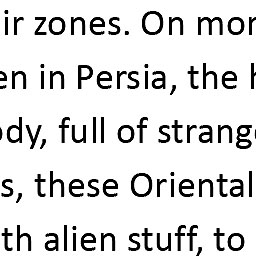 ir zones. On mor
en in Persia, the h
ody, full of strang
s, these Oriental
th alien stuff, to